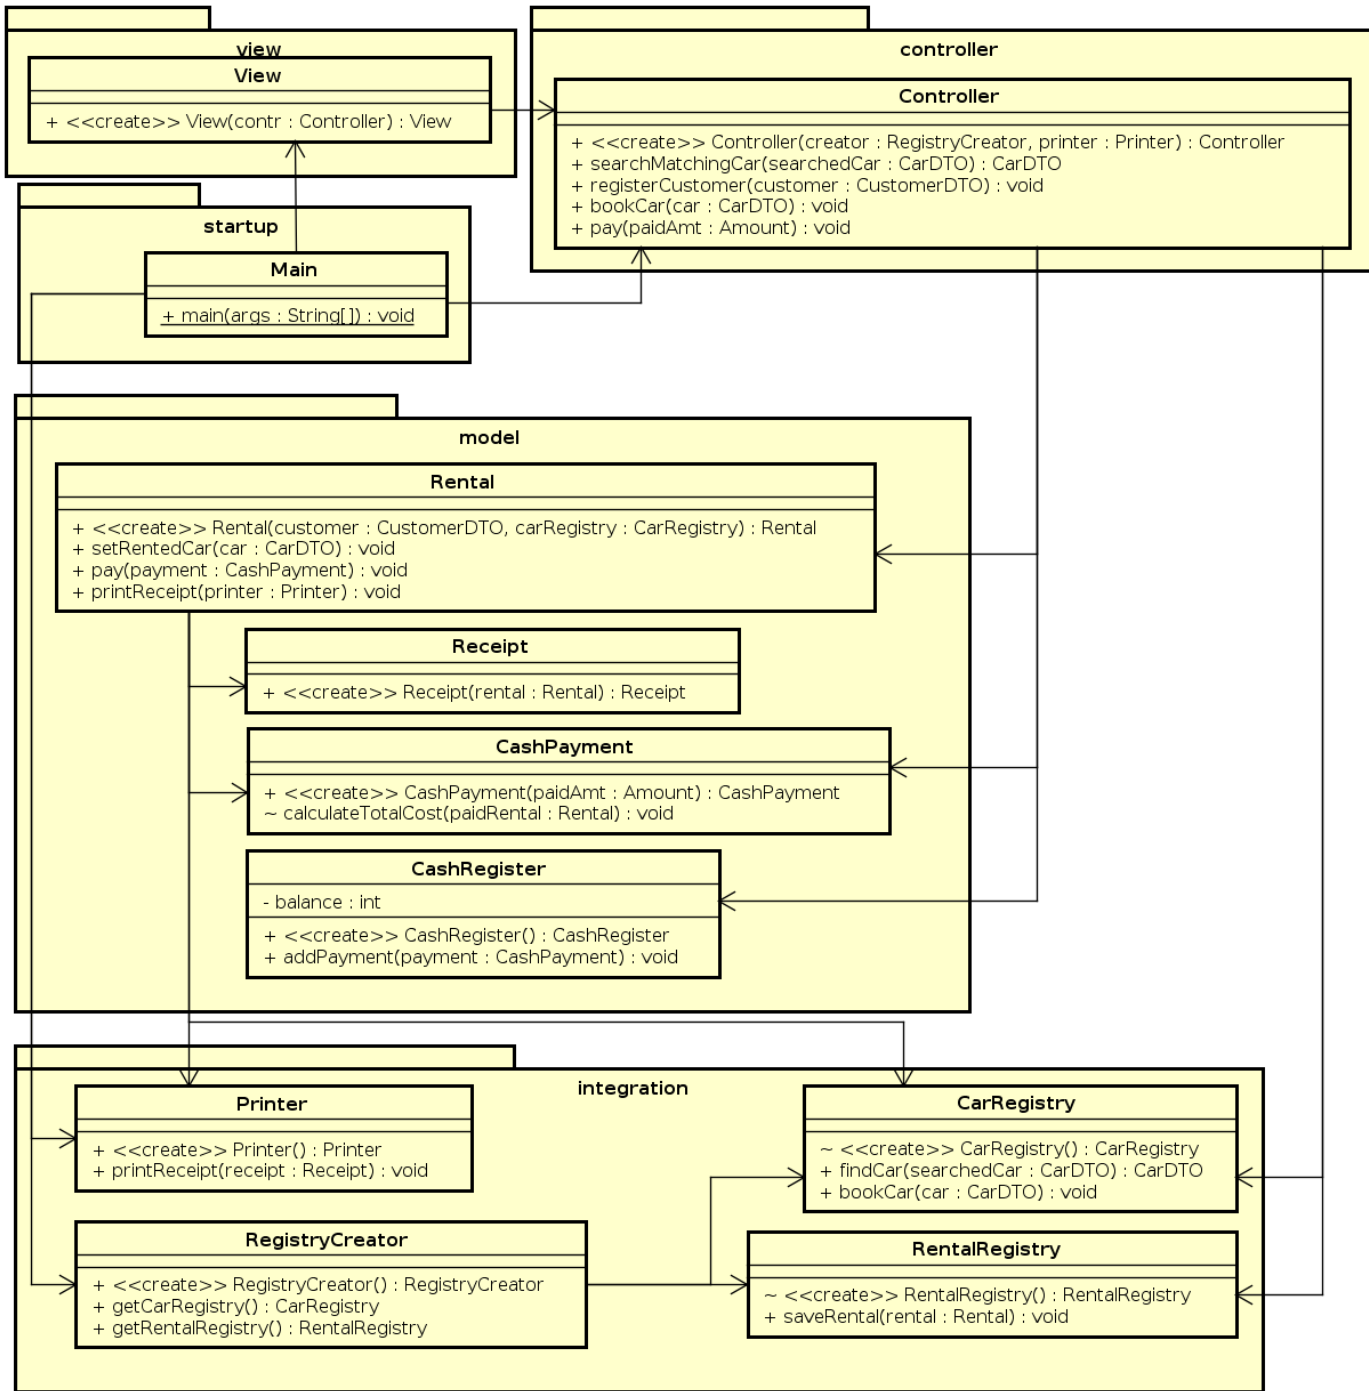 view
View
+ <<create>> View(contr : Controller) : View
controller
Controller
+ <<create>> Controller(creator : RegistryCreator, printer : Printer) : Controller
+ searchMatchingCar(searchedCar : CarDTO) : CarDTO
+ registerCustomer(customer : CustomerDTO) : void
+ bookCar(car : CarDTO) : void
+ pay(paidAmt : Amount) : void
startup
Main
+ main(args : String[]) : void
model
Rental
+ <<create>> Rental(customer : CustomerDTO, carRegistry : CarRegistry) : Rental
+ setRentedCar(car : CarDTO) : void
+ pay(payment : CashPayment) : void
+ printReceipt(printer : Printer) : void
Receipt
+ <<create>> Receipt(rental : Rental) : Receipt
CashPayment
+ <<create>> CashPayment(paidAmt : Amount) : CashPayment
~ calculateTotalCost(paidRental : Rental) : void
CashRegister
- balance : int
+ <<create>> CashRegister() : CashRegister
+ addPayment(payment : CashPayment) : void
integration
Printer
+ <<create>> Printer() : Printer
+ printReceipt(receipt : Receipt) : void
CarRegistry
~ <<create>> CarRegistry() : CarRegistry
+ findCar(searchedCar : CarDTO) : CarDTO
+ bookCar(car : CarDTO) : void
RegistryCreator
+ <<create>> RegistryCreator() : RegistryCreator
+ getCarRegistry() : CarRegistry
+ getRentalRegistry() : RentalRegistry
RentalRegistry
~ <<create>> RentalRegistry() : RentalRegistry
+ saveRental(rental : Rental) : void